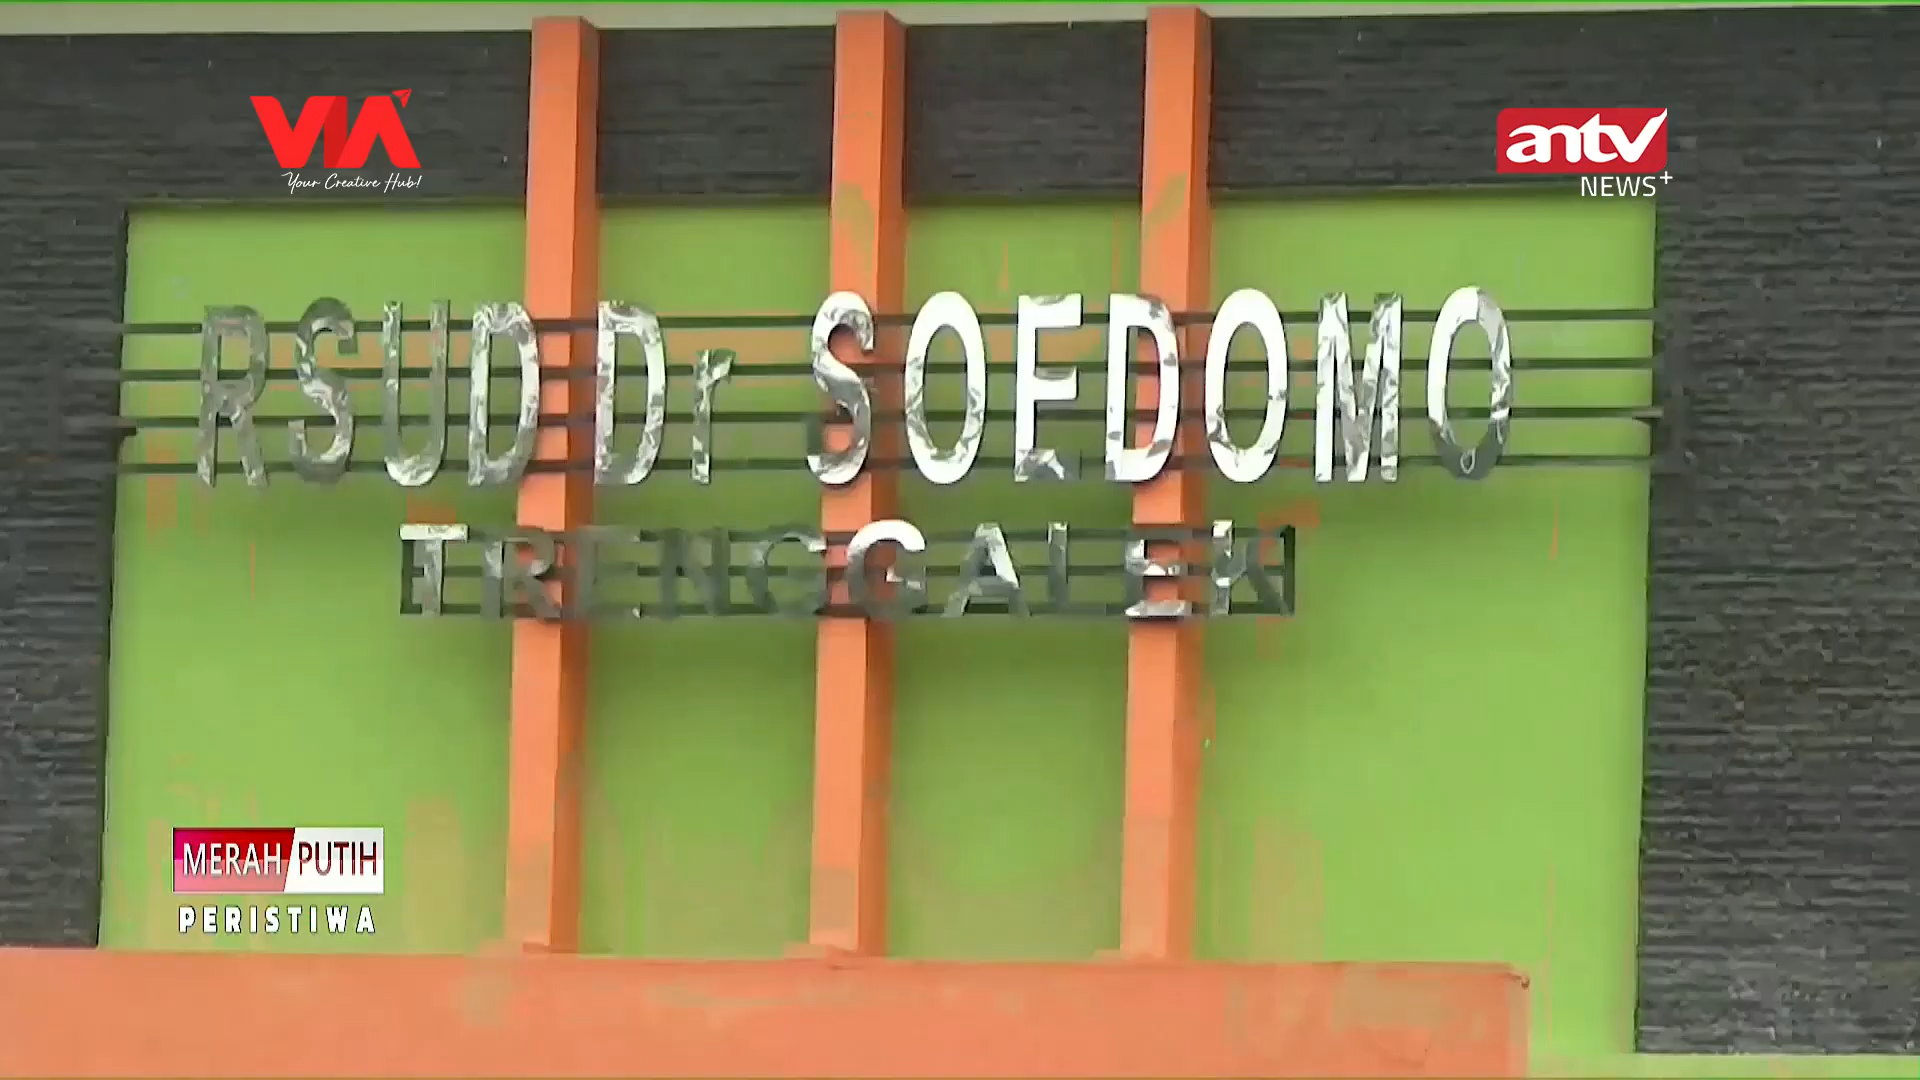 VIA
Your Creative Hub!
antv
NEWS+
RSUD Dr SOEDOMO
TRENGGALEK
MERAH PUTIH
PERISTIWA